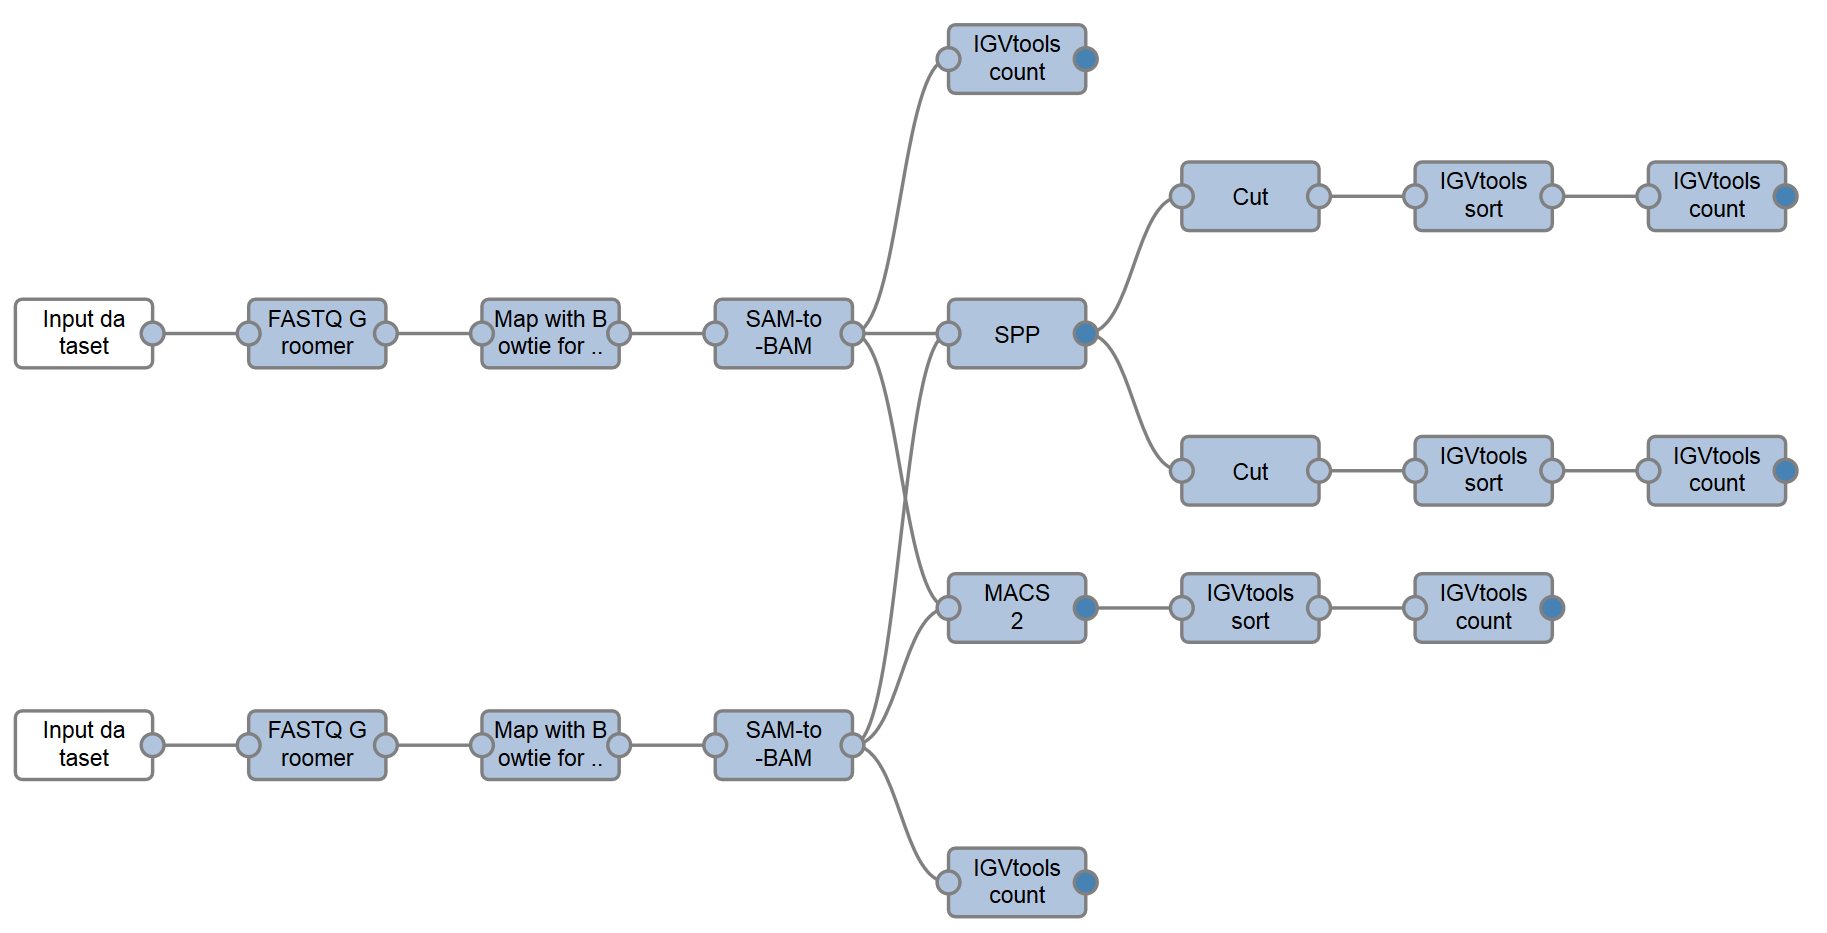 IGVtools
count
Cut
IGVtools
sort
IGVtools
count
Input da
taset
FASTQ G
roomer
Map with B
owtie for ..
SAM-to
-BAM
SPP
Cut
IGVtools
sort
IGVtools
count
MACS
2
IGVtools
sort
IGVtools
count
Input da
taset
FASTQ G
roomer
Map with B
owtie for ..
SAM-to
-BAM
IGVtools
count